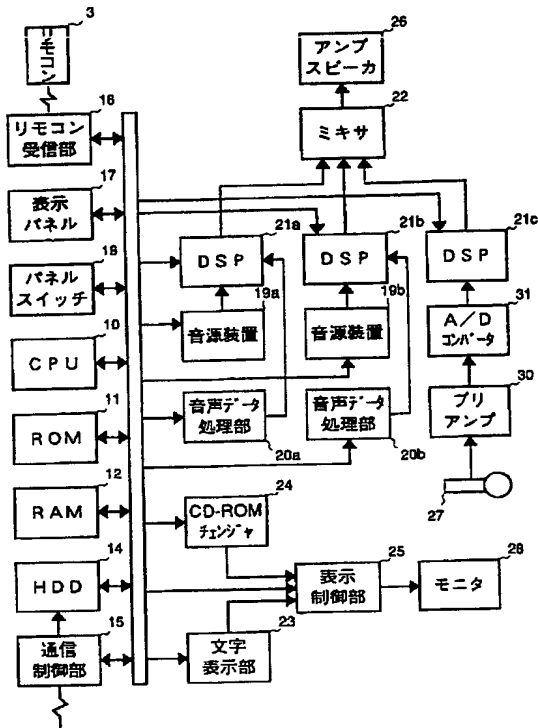 3
リモコン
16
リモコン
受信部
17
表示
パネル
18
パネル
スイッチ
10
CPU
11
ROM
12
RAM
14
HDD
15
通信
制御部
26
アンプ
スピーカ
22
ミキサ
21a
DSP
21b
DSP
21c
DSP
19a
音源装置
19b
音源装置
31
A/D
コンバータ
30
プリ
アンプ
27
音声データ
処理部
20a
音声データ
処理部
20b
24
CD-ROM
チェンジャ
25
表示
制御部
28
モニタ
23
文字
表示部